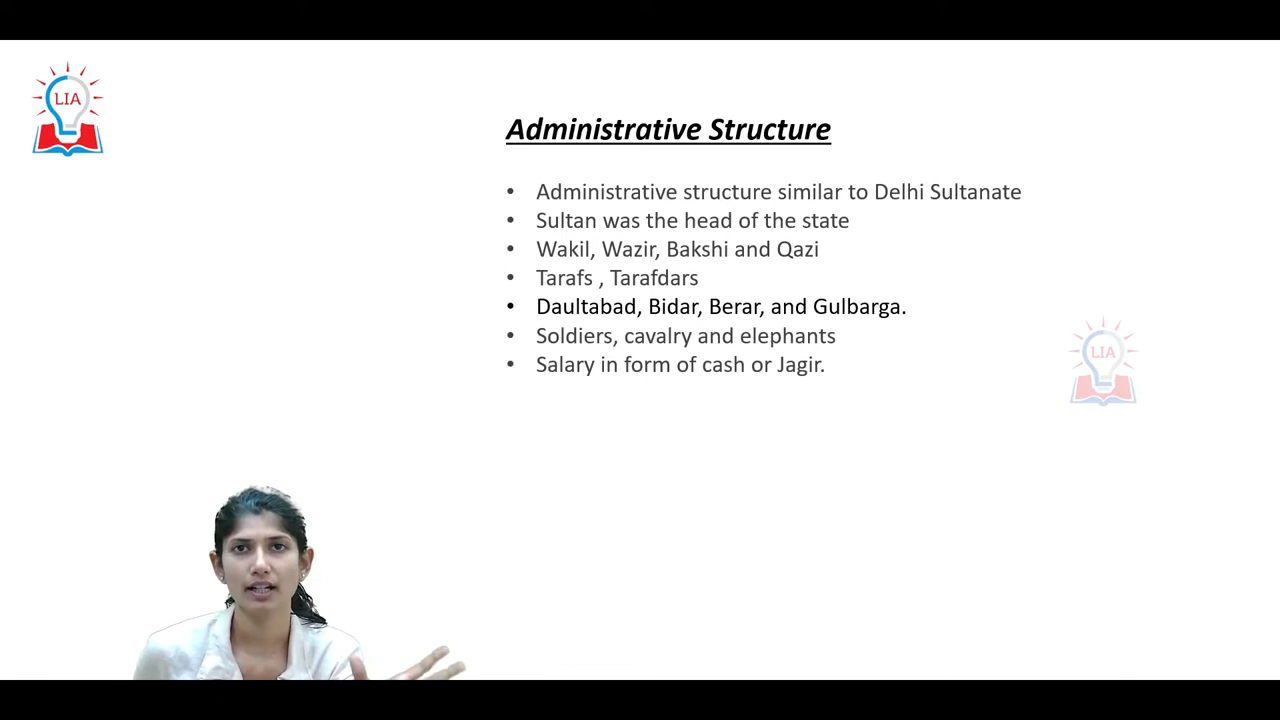 LIA
Administrative Structure
• Administrative structure similar to Delhi Sultanate
• Sultan was the head of the state
• Wakil, Wazir, Bakshi and Qazi
• Tarafs , Tarafdars
• Daultabad, Bidar, Berar, and Gulbarga.
• Soldiers, cavalry and elephants
• Salary in form of cash or Jagir.
LIA